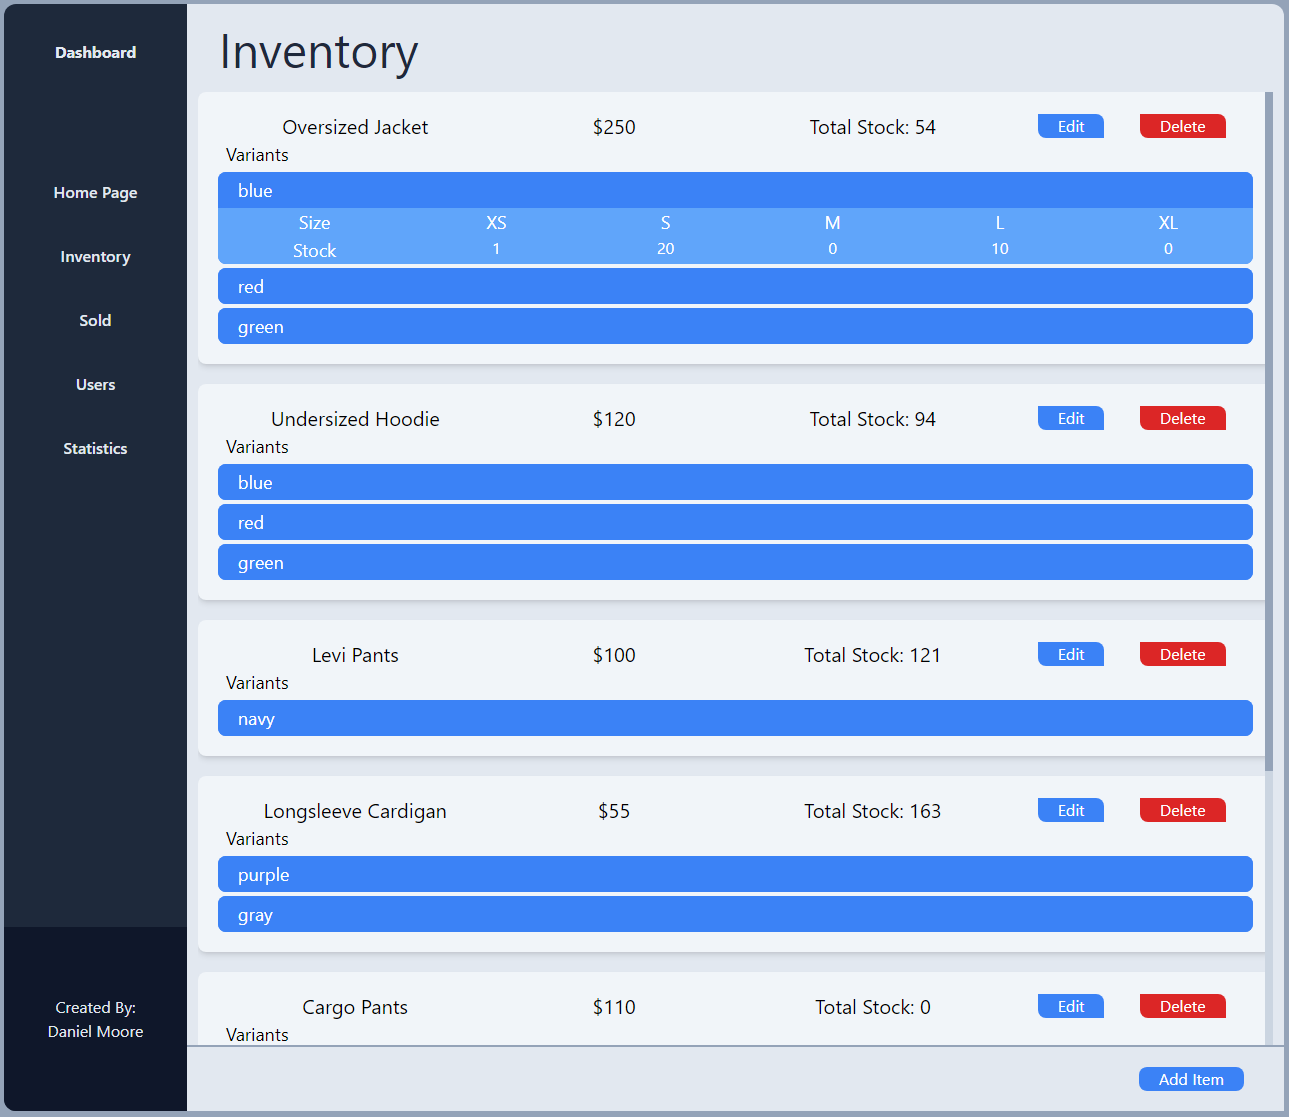 Dashboard
Home Page
Inventory
Sold
Users
Statistics
Created By:
Daniel Moore
Inventory
Oversized Jacket $250 Total Stock: 54 Edit Delete
Variants
blue
Size XS S M L XL
Stock 1 20 0 10 0
red
green
Undersized Hoodie $120 Total Stock: 94 Edit Delete
Variants
blue
red
green
Levi Pants $100 Total Stock: 121 Edit Delete
Variants
navy
Longsleeve Cardigan $55 Total Stock: 163 Edit Delete
Variants
purple
gray
Cargo Pants $110 Total Stock: 0 Edit Delete
Variants
Add Item